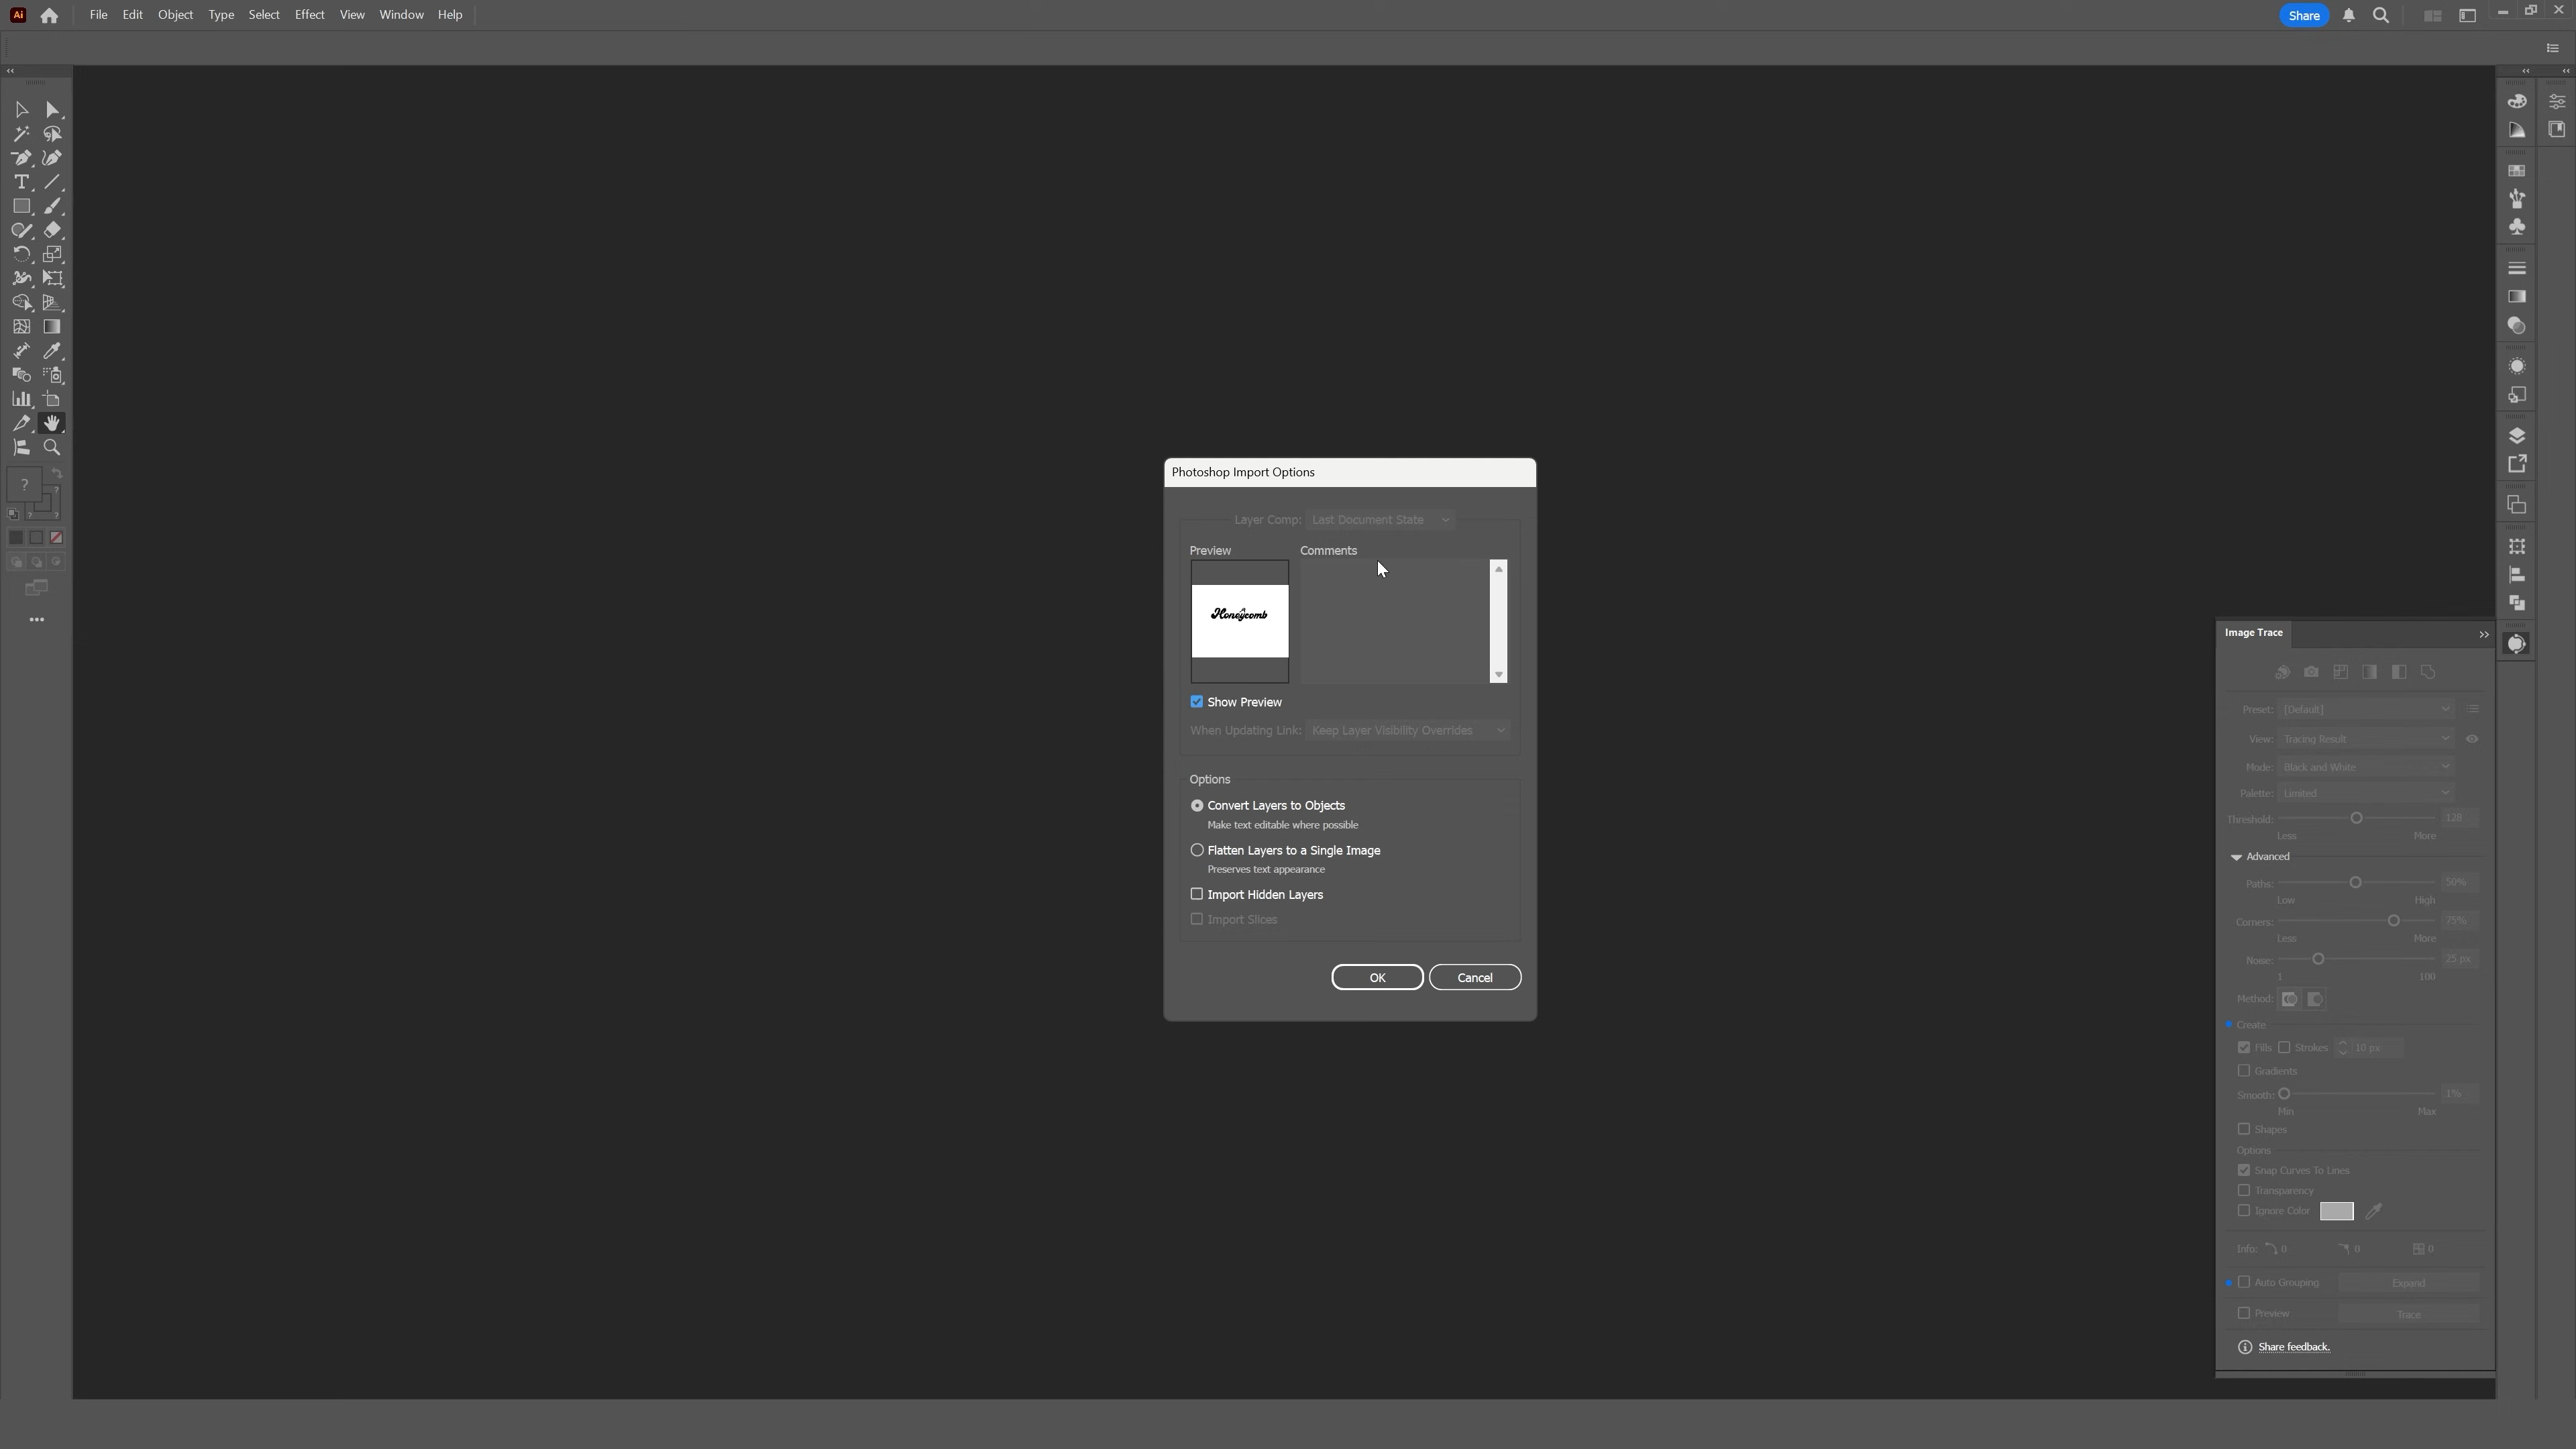 Ai File Edit Object Type Select Effect View Window Help Share
Photoshop Import Options
Layer Comp: Last Document State
Preview Comments
Honeycomb
Show Preview
When Updating Link: Keep Layer Visibility Overrides
Options
Convert Layers to Objects
Make text editable where possible
Flatten Layers to a Single Image
Preserves text appearance
Import Hidden Layers
Import Slices
OK Cancel
? ?
? ?
Image Trace
Preset: [Default]
View: Tracing Result
Mode: Black and White
Palette: Limited
Threshold: 128
Less More
Advanced
Paths: 50%
Low High
Corners: 75%
Less More
Noise: 25 px
1 100
Method:
Create
Fills Strokes 10 px
Gradients
Smooth: 1%
Min Max
Shapes
Options
Snap Curves To Lines
Transparency
Ignore Color
Info: 0 0 0
Auto Grouping Expand
Preview Trace
Share feedback.